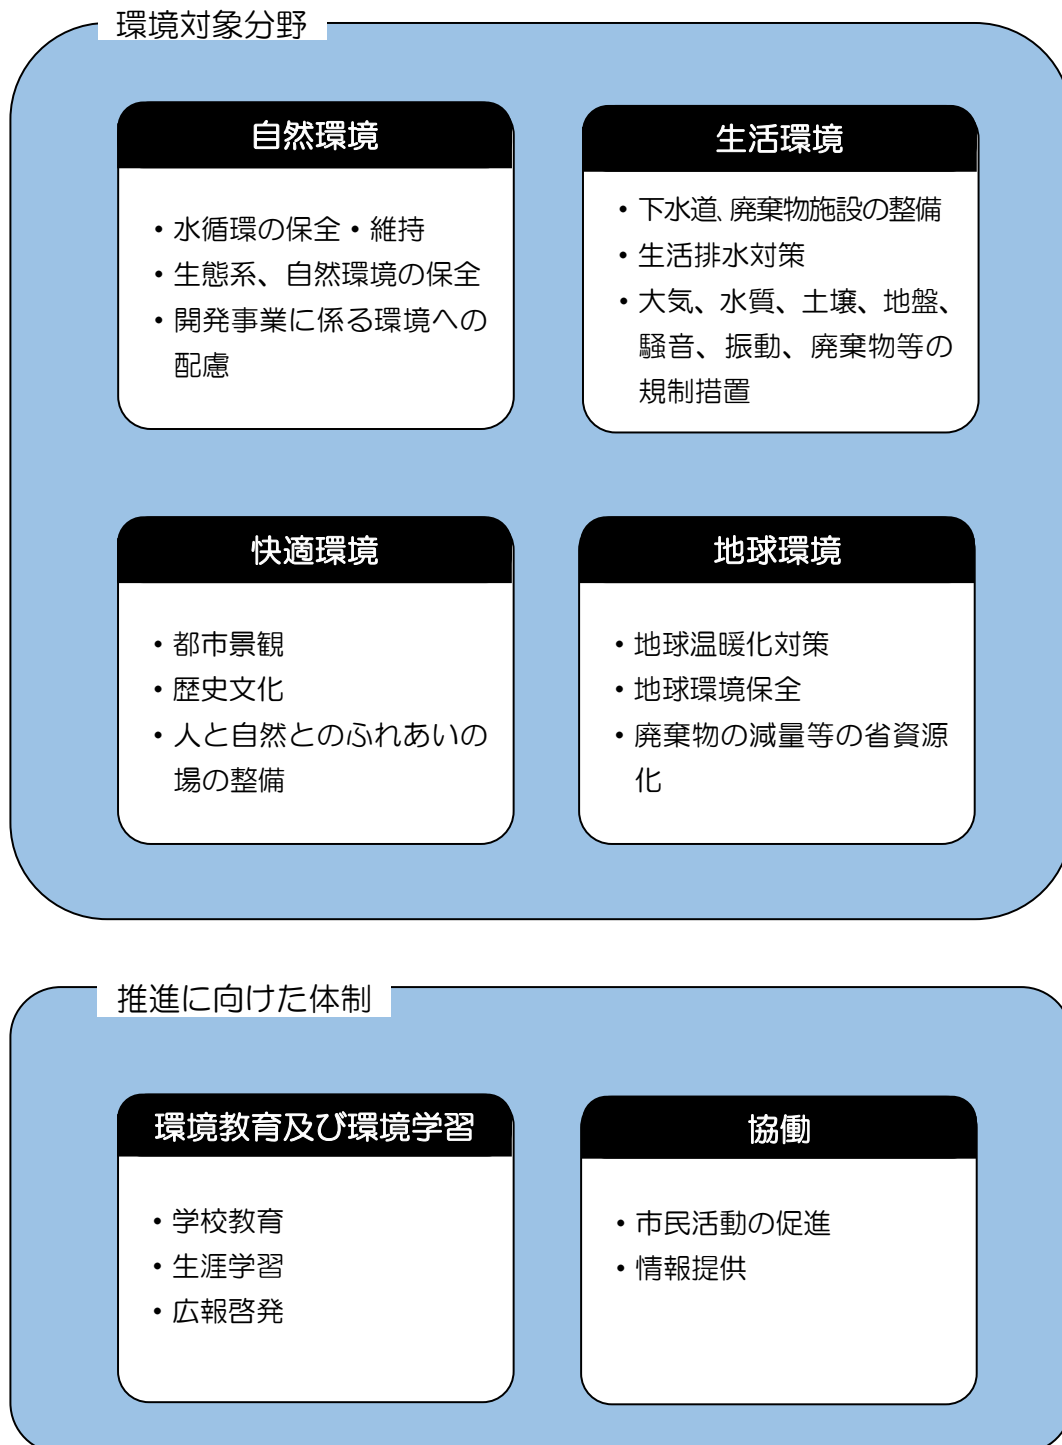 環境対象分野
自然環境
・水循環の保全・維持
・生態系、自然環境の保全
・開発事業に係る環境への
配慮
生活環境
・下水道、廃棄物施設の整備
・生活排水対策
・大気、水質、土壌、地盤、
騒音、振動、廃棄物等の
規制措置
快適環境
・都市景観
・歴史文化
・人と自然とのふれあいの
場の整備
地球環境
・地球温暖化対策
・地球環境保全
・廃棄物の減量等の省資源
化
推進に向けた体制
環境教育及び環境学習
・学校教育
・生涯学習
・広報啓発
協働
・市民活動の促進
・情報提供